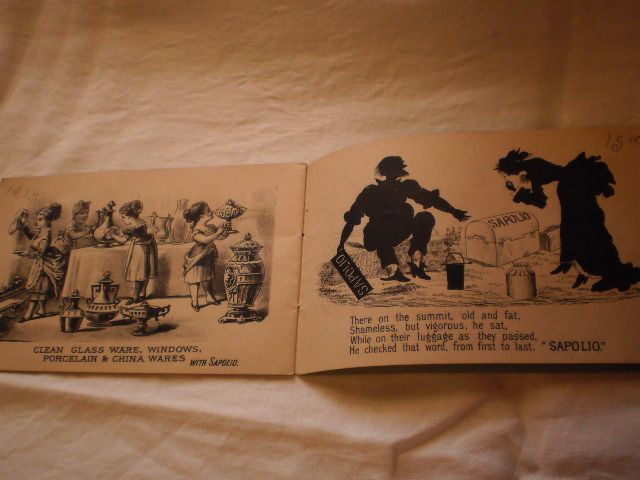 CLEAN GLASS WARE, WINDOWS,
PORCELAIN & CHINA WARES WITH SAPOLIO.
SAPOLIO
SAPOLIO
There on the summit, old and fat,
Shameless, but vigorous, he sat,
While on their luggage as they passed,
He checked that word, from first to last, "SAPOLIO."